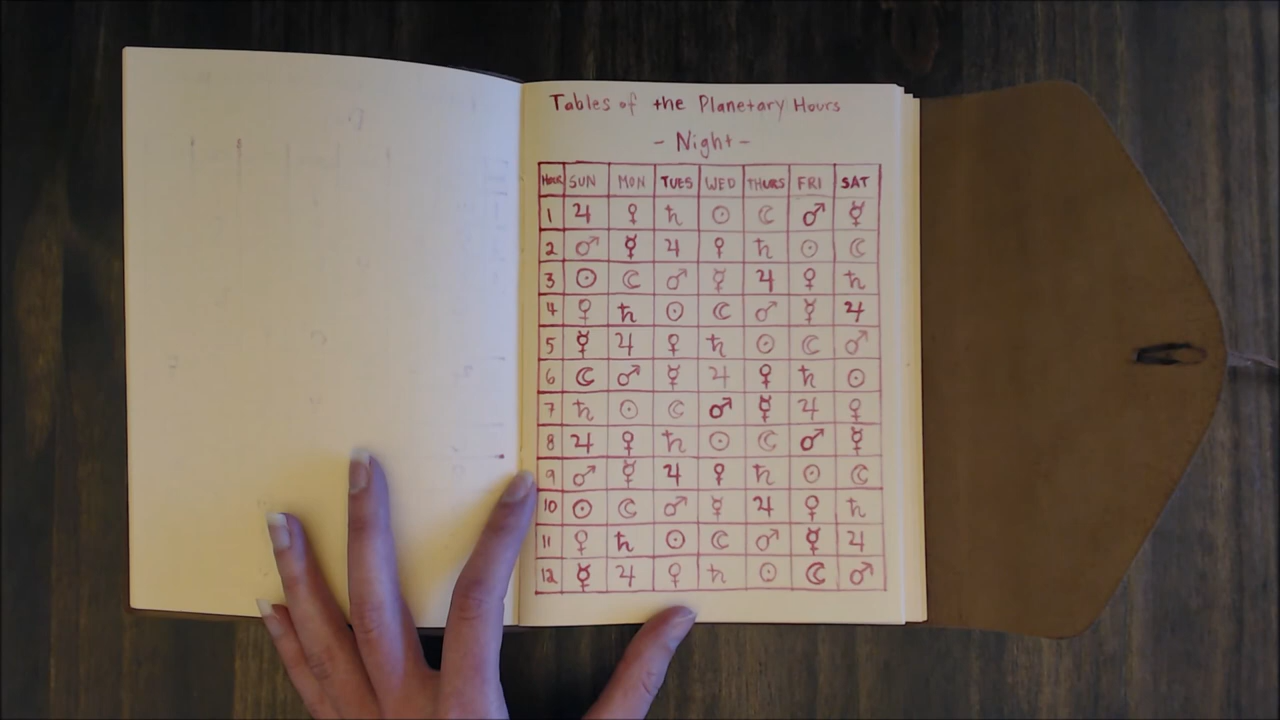 Tables of the Planetary Hours
- Night -
HOUR SUN MON TUES WED THURS FRI SAT
1 ♃ ♀ ♄ ☉ ☾ ♂ ☿
2 ♂ ☿ ♃ ♀ ♄ ☉ ☾
3 ☉ ☾ ♂ ☿ ♃ ♀ ♄
4 ♀ ♄ ☉ ☾ ♂ ☿ ♃
5 ☿ ♃ ♀ ♄ ☉ ☾ ♂
6 ☾ ♂ ☿ ♃ ♀ ♄ ☉
7 ♄ ☉ ☾ ♂ ☿ ♃ ♀
8 ♃ ♀ ♄ ☉ ☾ ♂ ☿
9 ♂ ☿ ♃ ♀ ♄ ☉ ☾
10 ☉ ☾ ♂ ☿ ♃ ♀ ♄
11 ♀ ♄ ☉ ☾ ♂ ☿ ♃
12 ☿ ♃ ♀ ♄ ☉ ☾ ♂